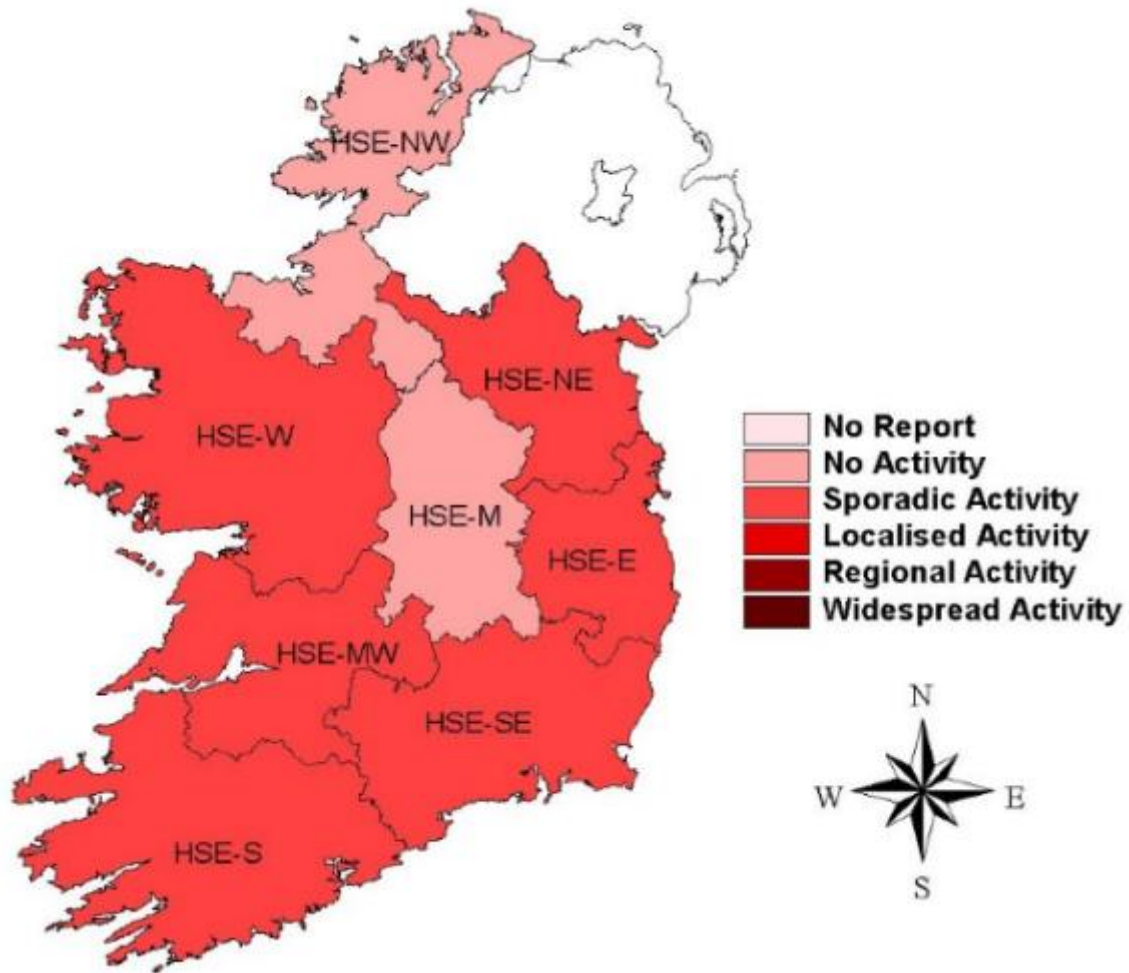 HSE-NW
HSE-NE
HSE-W
HSE-M
HSE-E
HSE-MW
HSE-SE
HSE-S
No Report
No Activity
Sporadic Activity
Localised Activity
Regional Activity
Widespread Activity
N
W E
S